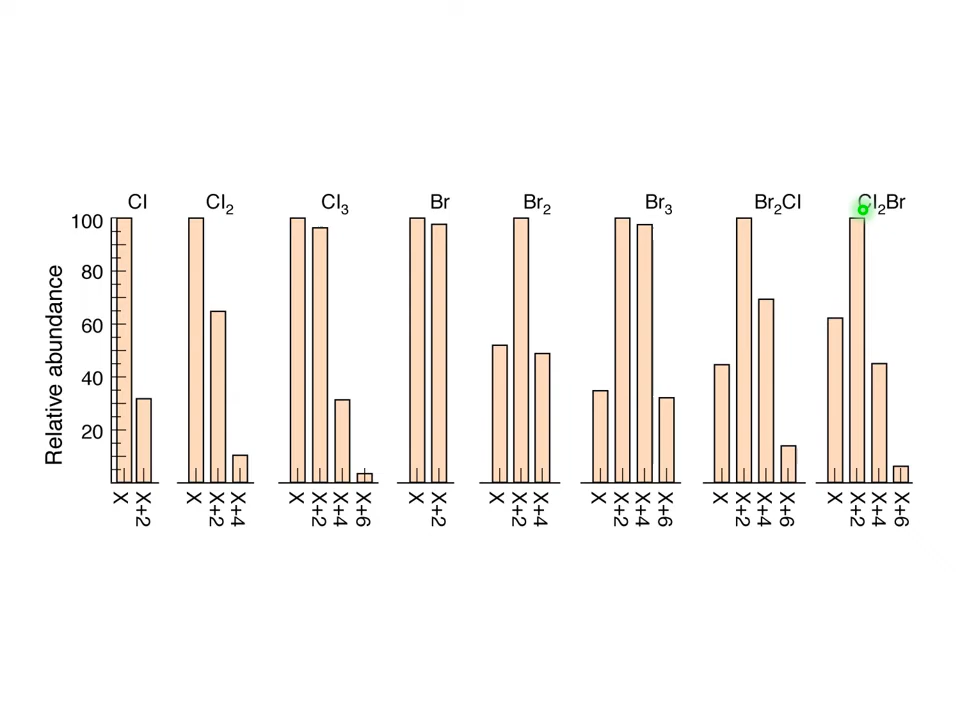 Cl Cl2 Cl3 Br Br2 Br3 Br2Cl Cl2Br
100
80
60
40
20
Relative abundance
X X+2 X X+2 X+4 X X+2 X+4 X+6 X X+2 X X+2 X+4 X X+2 X+4 X+6 X X+2 X+4 X+6 X X+2 X+4 X+6